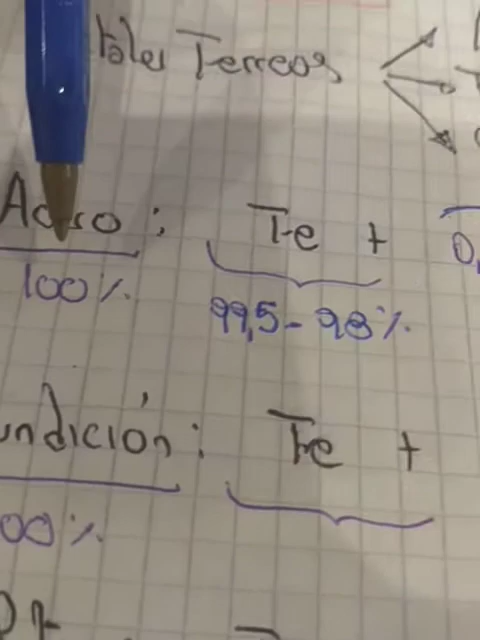 tales Ferreos
Acero : Fe +
100% 99,5 - 98%
undición : Fe +
00%